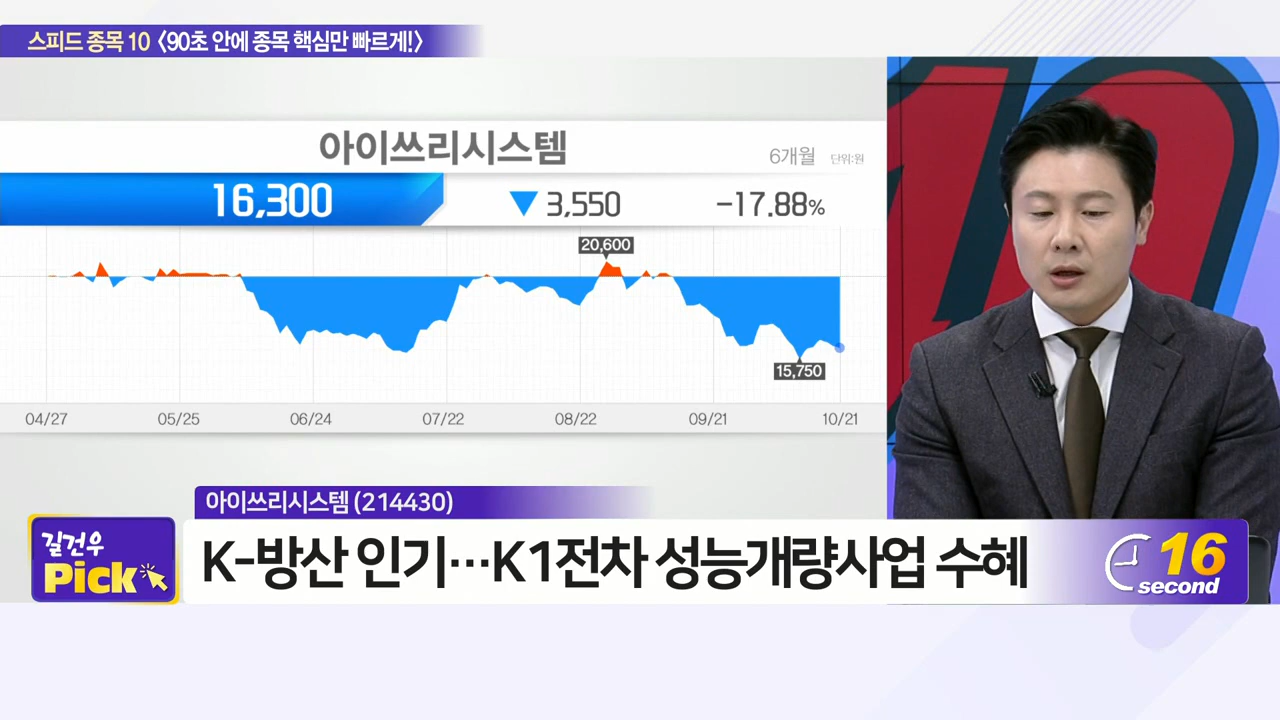 스피드 종목 10 〈90초 안에 종목 핵심만 빠르게!〉
아이쓰리시스템
6개월 단위:원
16,300 ▼ 3,550 -17.88%
20,600
15,750
04/27 05/25 06/24 07/22 08/22 09/21 10/21
아이쓰리시스템 (214430)
길건우
Pick
K-방산 인기…K1전차 성능개량사업 수혜
16
second